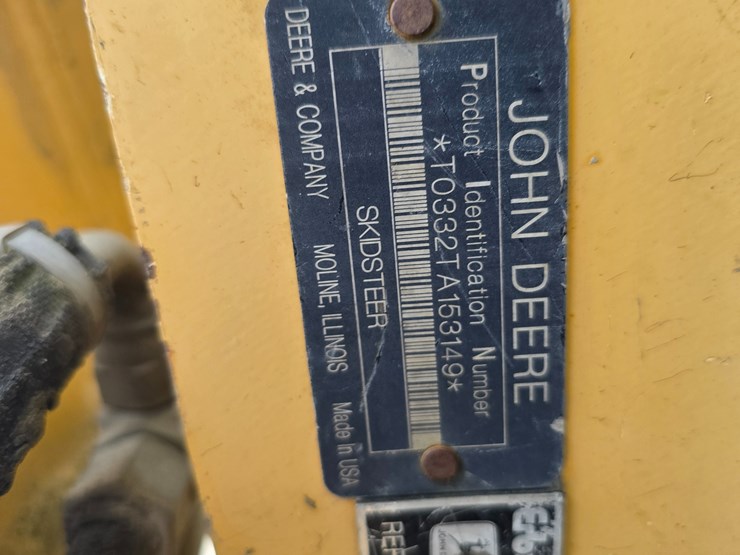 JOHN DEERE
Product Identification Number
*T0332TA153149*
SKIDSTEER
DEERE & COMPANY MOLINE, ILLINOIS Made in USA